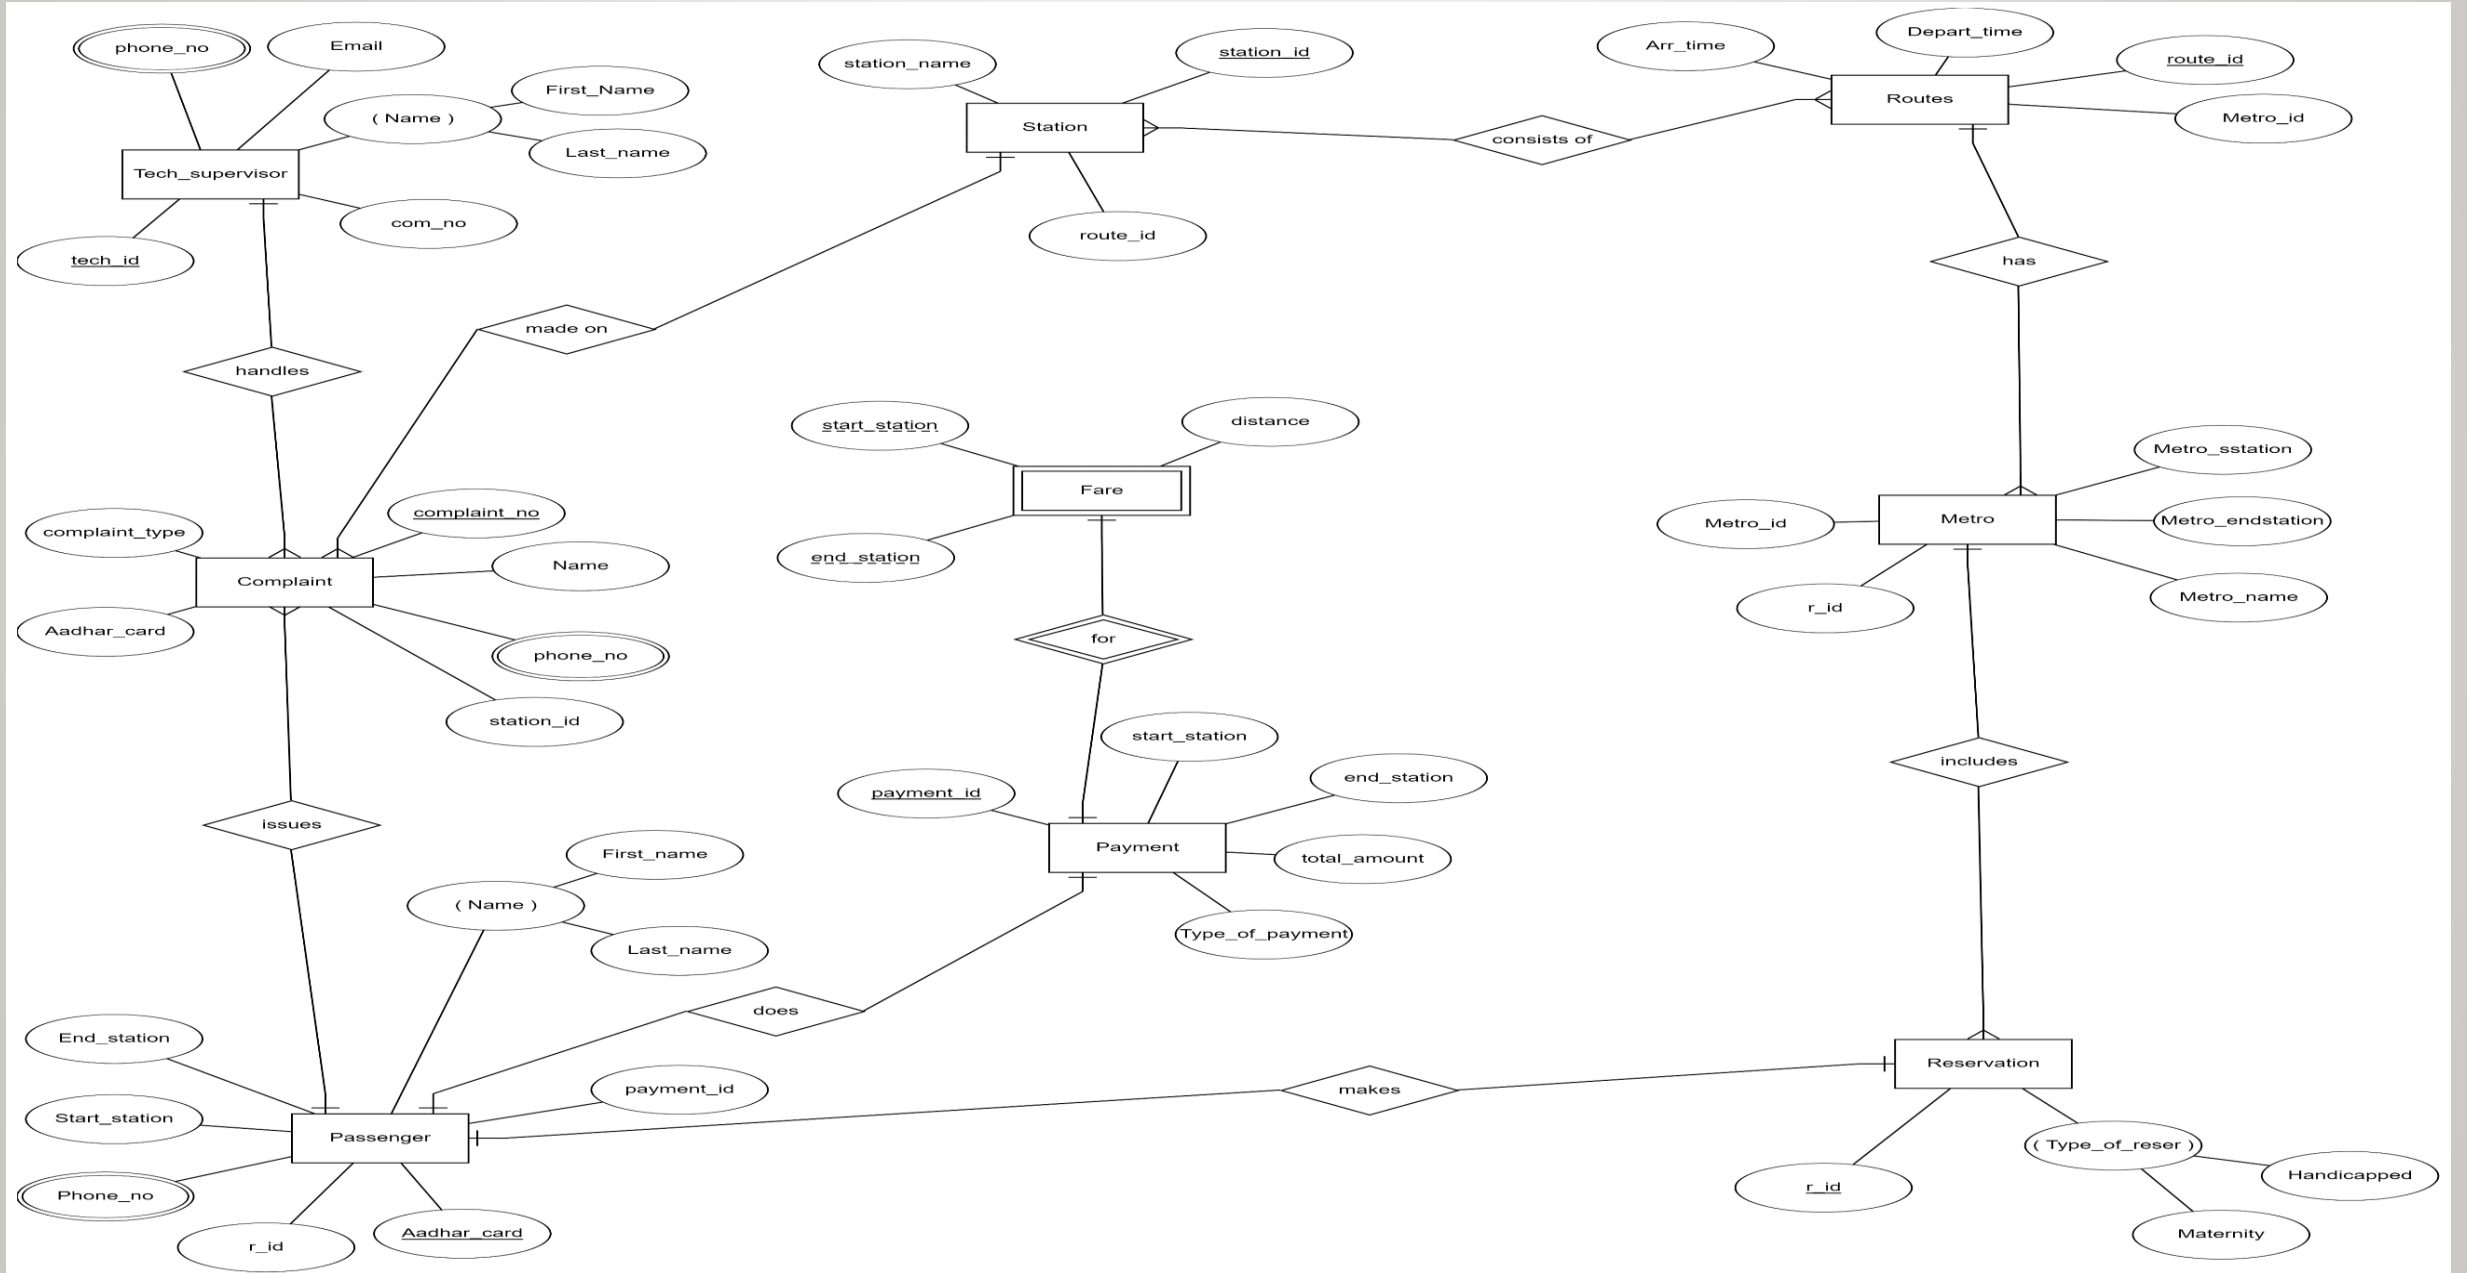 phone_no
Email
First_Name
( Name )
Last_name
Tech_supervisor
com_no
tech_id
station_name
station_id
Station
route_id
consists of
Arr_time
Depart_time
route_id
Routes
Metro_id
has
made on
handles
start_station
distance
Fare
end_station
for
Metro_sstation
Metro_id
Metro
Metro_endstation
r_id
Metro_name
complaint_type
complaint_no
Complaint
Name
Aadhar_card
phone_no
station_id
issues
start_station
payment_id
end_station
Payment
total_amount
Type_of_payment
includes
First_name
( Name )
Last_name
does
End_station
payment_id
Start_station
Passenger
Phone_no
r_id
Aadhar_card
makes
Reservation
r_id
( Type_of_reser )
Handicapped
Maternity